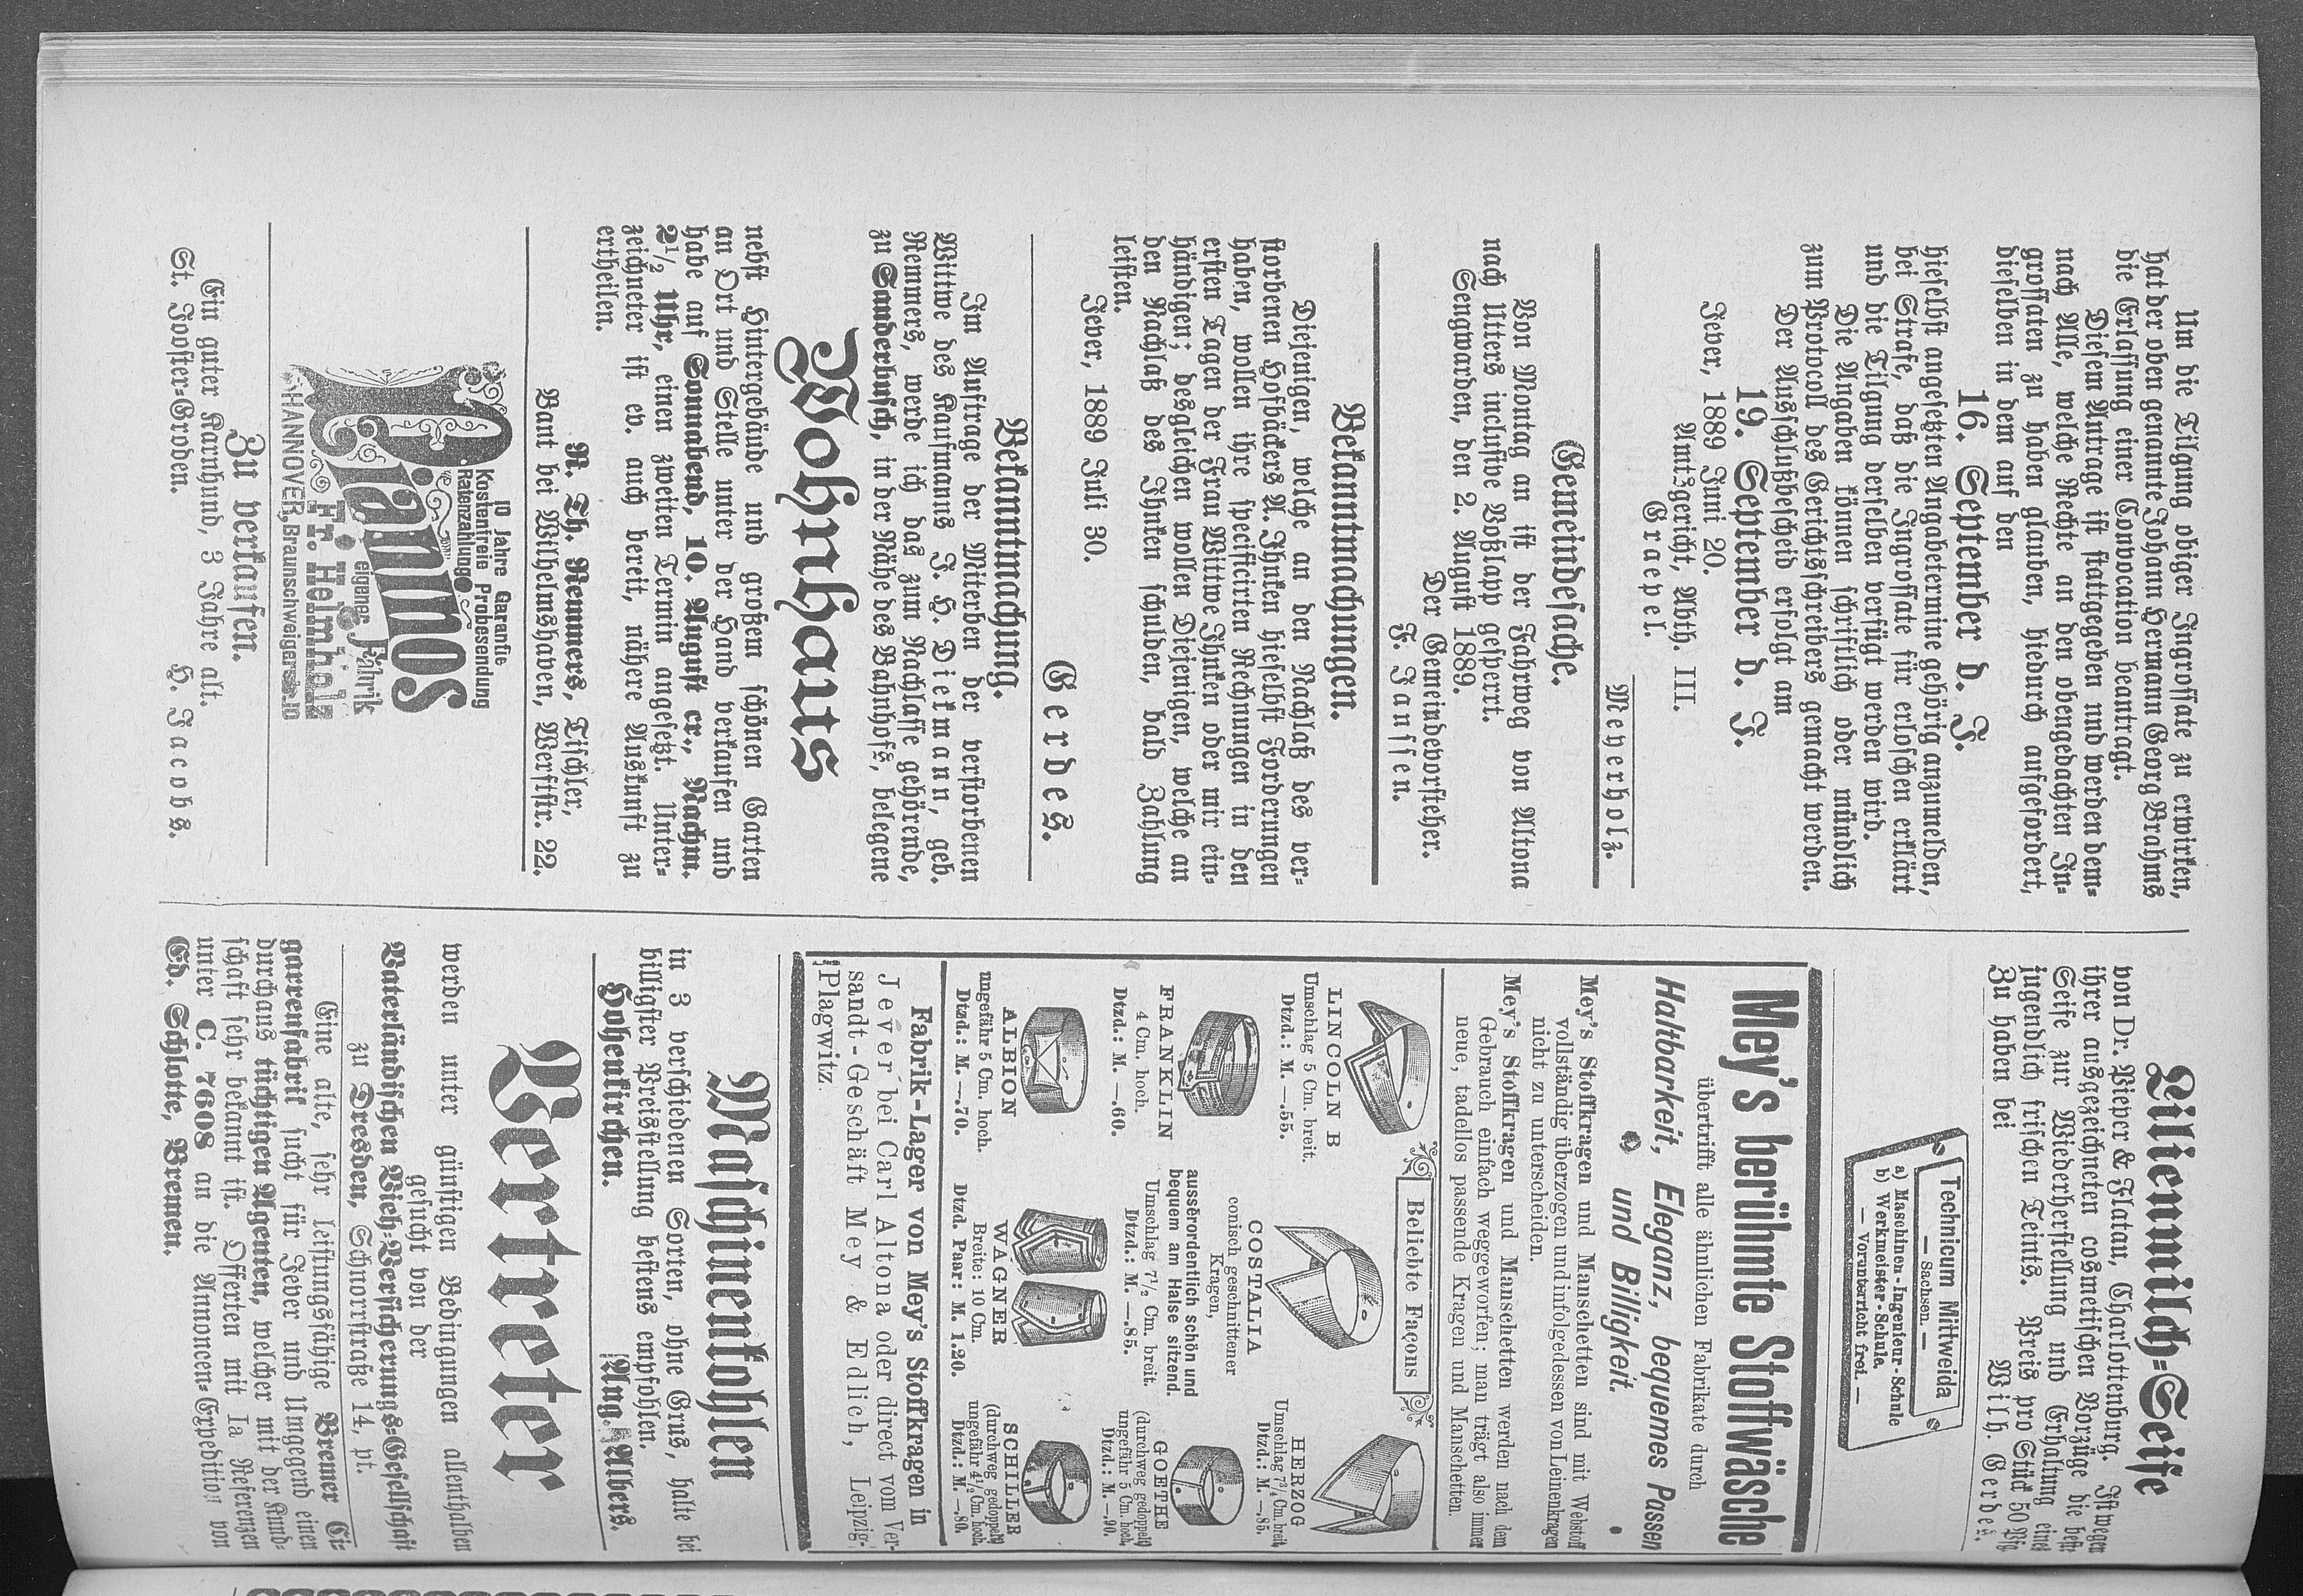 Um die Tilgung obiger Ingrossate zu erwirken,
hat der oben genannte Johann Hermann Georg Brahms
die Erlassung einer Convocation beantragt.
Diesem Antrage ist stattgegeben und werden dem-
nach Alle, welche Rechte an den obengedachten In-
grossaten zu haben glauben, hiedurch aufgefordert,
dieselben in dem auf den
16. September d. J.
hieselbst angesetzten Angabetermine gehörig anzumelden,
bei Strafe, daß die Ingrossate für erloschen erklärt
und die Tilgung derselben verfügt werden wird.
Die Angaben können schriftlich oder mündlich
zum Protocoll des Gerichtsschreibers gemacht werden.
Der Ausschlußbescheid erfolgt am
19. September d. J.
Jever, 1889 Juni 20.
Amtsgericht, Abth. III.
Graepel.
Meyerholz.
Gemeindesache.
Von Montag an ist der Fahrweg von Altona
nach Utters inclusive Voßlapp gesperrt.
Sengwarden, den 2. August 1889.
Der Gemeindevorsteher.
J. Janssen.
Bekanntmachungen.
Diejenigen, welche an den Nachlaß des ver-
storbenen Hofbäckers A. Ihnken hieselbst Forderungen
haben, wollen ihre specificirten Rechnungen in den
ersten Tagen der Frau Wittwe Ihnken oder mir ein-
händigen; desgleichen wollen Diejenigen, welche an
den Nachlaß des Ihnken schulden, bald Zahlung
leisten.
Jever, 1889 Juli 30.
Gerdes.
Bekanntmachung.
Im Auftrage der Miterben der verstorbenen
Wittwe des Kaufmanns J. H. Diekmann, geb.
Remmers, werde ich das zum Nachlasse gehörende,
zu Sanderbusch, in der Nähe des Bahnhofs, belegene
Wohnhaus
nebst Hintergebäude und großem schönen Garten
an Ort und Stelle unter der Hand verkaufen und
habe auf Sonnabend, 10. August cr., Nachm.
2½ Uhr, einen zweiten Termin angesetzt. Unter-
zeichneter ist ev. auch bereit, nähere Auskunft zu
ertheilen.
R. Th. Remmers, Tischler,
Bant bei Wilhelmshaven, Werftstr. 22.
10 Jahre Garantie
Kostenfreie Probesendung
Ratenzahlung
Pianos
eigener Fabrik
Fr. Helmholz
HANNOVER, Braunschweigerstr. 10
Zu verkaufen.
Ein guter Karnhund, 3 Jahre alt.
St. Jooster-Groden. H. Jacobs.
Lilienmilch-Seife
von Dr. Pieper & Flatau, Charlottenburg. Ist wegen
ihrer ausgezeichneten cosmetischen Vorzüge die beste
Seife zur Wiederherstellung und Erhaltung eines
jugendlich frischen Teints. Preis pro Stück 50 Pfg
Zu haben bei Wilh. Gerdes.
Technicum Mittweida
— Sachsen. —
a) Maschinen-Ingenieur-Schule
b) Werkmeister-Schule.
— Vorunterricht frei. —
Mey's berühmte Stoffwäsche
übertrifft alle ähnlichen Fabrikate durch
Haltbarkeit, Eleganz, bequemes Passen
und Billigkeit.
Mey's Stoffkragen und Manschetten sind mit Webstoff
vollständig überzogen und infolgedessen von Leinenkragen
nicht zu unterscheiden.
Mey's Stoffkragen und Manschetten werden nach dem
Gebrauch einfach weggeworfen; man trägt also immer
neue, tadellos passende Kragen und Manschetten.
Beliebte Façons
LINCOLN B
Umschlag 5 Cm. breit.
Dtzd.: M. —.55.
COSTALIA
conisch geschnittener
Kragen,
ausserordentlich schön und
bequem am Halse sitzend.
Umschlag 7½ Cm. breit.
Dtzd.: M. —.85.
HERZOG
Umschlag 7¾ Cm. breit,
Dtzd.: M. —.85.
FRANKLIN
4 Cm. hoch.
Dtzd.: M. —.60.
GOETHE
(durchweg gedoppelt)
ungefähr 5 Cm. hoch,
Dtzd.: M. —.90.
ALBION
ungefähr 5 Cm. hoch.
Dtzd.: M. —.70.
WAGNER
Breite: 10 Cm.
Dtzd. Paar: M. 1.20.
SCHILLER
(durchweg gedoppelt)
ungefähr 4½ Cm. hoch,
Dtzd.: M. —.80.
Fabrik-Lager von Mey's Stoffkragen in
Jever bei Carl Altona oder direct vom Ver-
sandt-Geschäft Mey & Edlich, Leipzig-
Plagwitz.
Maschinenkohlen
in 3 verschiedenen Sorten, ohne Grus, halte bei
billigster Preisstellung bestens empfohlen.
Hohenkirchen. Aug. Albers.
Vertreter
werden unter günstigen Bedingungen allenthalben
gesucht von der
Vaterländischen Vieh-Versicherungs-Gesellschaft
zu Dresden, Schnorrstraße 14, pt.
Eine alte, sehr leistungsfähige Bremer Ci-
garrenfabrik sucht für Jever und Umgegend einen
durchaus tüchtigen Agenten, welcher mit der Kund-
schaft sehr bekannt ist. Offerten mit Ia Referenzen
unter C. 7608 an die Annoncen-Expedition von
Ed. Schlotte, Bremen.